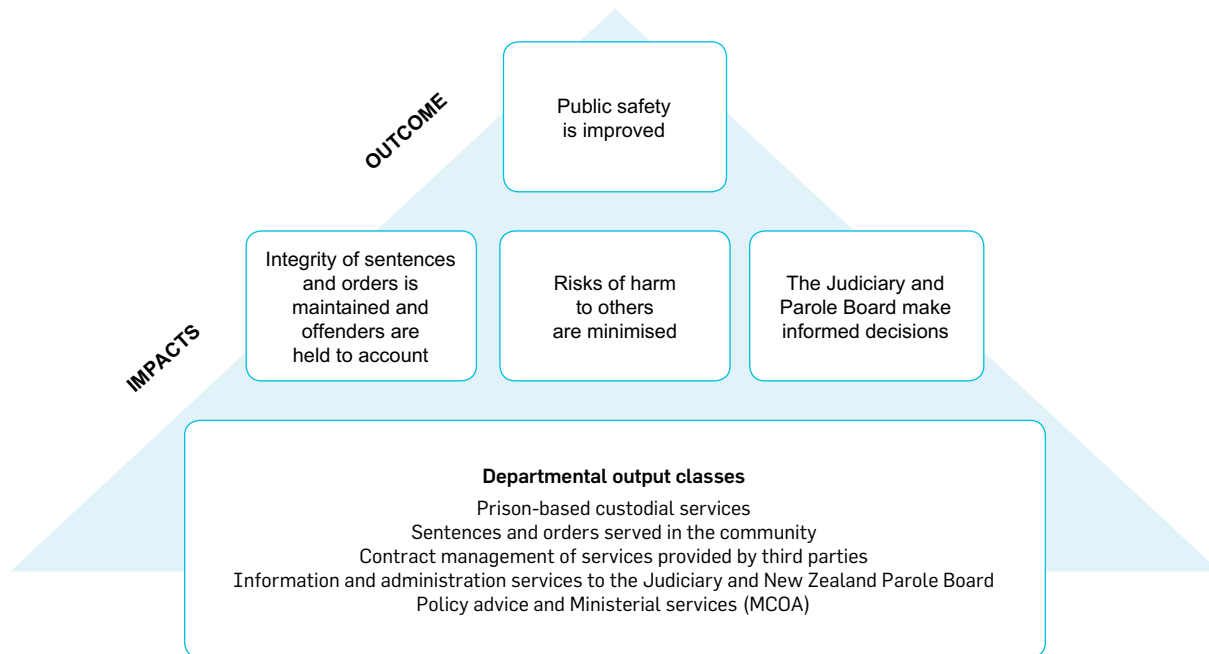 OUTCOME
Public safety
is improved
IMPACTS
Integrity of sentences
and orders is
maintained and
offenders are
held to account
Risks of harm
to others
are minimised
The Judiciary and
Parole Board make
informed decisions
Departmental output classes
Prison-based custodial services
Sentences and orders served in the community
Contract management of services provided by third parties
Information and administration services to the Judiciary and New Zealand Parole Board
Policy advice and Ministerial services (MCOA)